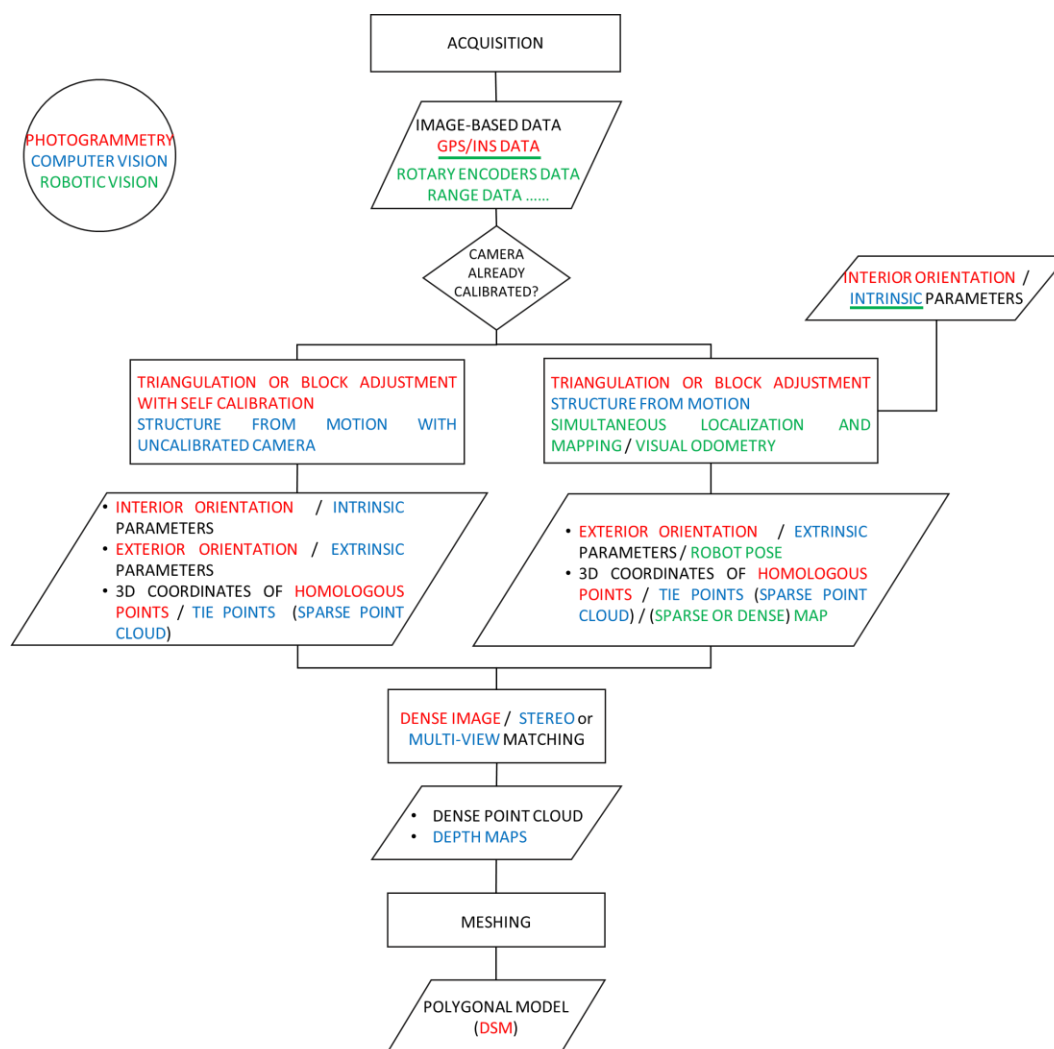 ACQUISITION
PHOTOGRAMMETRY
COMPUTER VISION
ROBOTIC VISION
IMAGE-BASED DATA
GPS/INS DATA
ROTARY ENCODERS DATA
RANGE DATA ......
CAMERA
ALREADY
CALIBRATED?
INTERIOR ORIENTATION /
INTRINSIC PARAMETERS
TRIANGULATION OR BLOCK ADJUSTMENT
WITH SELF CALIBRATION
STRUCTURE FROM MOTION WITH
UNCALIBRATED CAMERA
TRIANGULATION OR BLOCK ADJUSTMENT
STRUCTURE FROM MOTION
SIMULTANEOUS LOCALIZATION AND
MAPPING / VISUAL ODOMETRY
• INTERIOR ORIENTATION / INTRINSIC
PARAMETERS
• EXTERIOR ORIENTATION / EXTRINSIC
PARAMETERS
• 3D COORDINATES OF HOMOLOGOUS
POINTS / TIE POINTS (SPARSE POINT
CLOUD)
• EXTERIOR ORIENTATION / EXTRINSIC
PARAMETERS / ROBOT POSE
• 3D COORDINATES OF HOMOLOGOUS
POINTS / TIE POINTS (SPARSE POINT
CLOUD) / (SPARSE OR DENSE) MAP
DENSE IMAGE / STEREO or
MULTI-VIEW MATCHING
• DENSE POINT CLOUD
• DEPTH MAPS
MESHING
POLYGONAL MODEL
(DSM)